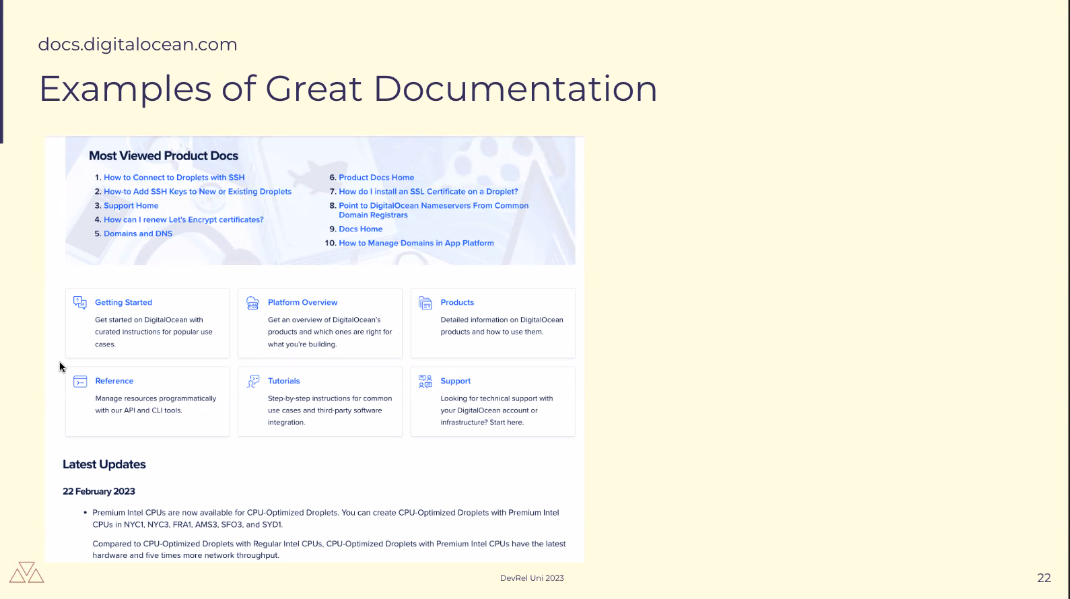 docs.digitalocean.com
Examples of Great Documentation
Most Viewed Product Docs
1. How to Connect to Droplets with SSH
2. How-to Add SSH Keys to New or Existing Droplets
3. Support Home
4. How can I renew Let's Encrypt certificates?
5. Domains and DNS
6. Product Docs Home
7. How do I install an SSL Certificate on a Droplet?
8. Point to DigitalOcean Nameservers From Common
Domain Registrars
9. Docs Home
10. How to Manage Domains in App Platform
Getting Started
Get started on DigitalOcean with
curated instructions for popular use
cases.
Platform Overview
Get an overview of DigitalOcean's
products and which ones are right for
what you're building.
Products
Detailed information on DigitalOcean
products and how to use them.
Reference
Manage resources programmatically
with our API and CLI tools.
Tutorials
Step-by-step instructions for common
use cases and third-party software
integration.
Support
Looking for technical support with
your DigitalOcean account or
infrastructure? Start here.
Latest Updates
22 February 2023
• Premium Intel CPUs are now available for CPU-Optimized Droplets. You can create CPU-Optimized Droplets with Premium Intel
CPUs in NYC1, NYC3, FRA1, AMS3, SFO3, and SYD1.
Compared to CPU-Optimized Droplets with Regular Intel CPUs, CPU-Optimized Droplets with Premium Intel CPUs have the latest
hardware and five times more network throughput.
DevRel Uni 2023
22